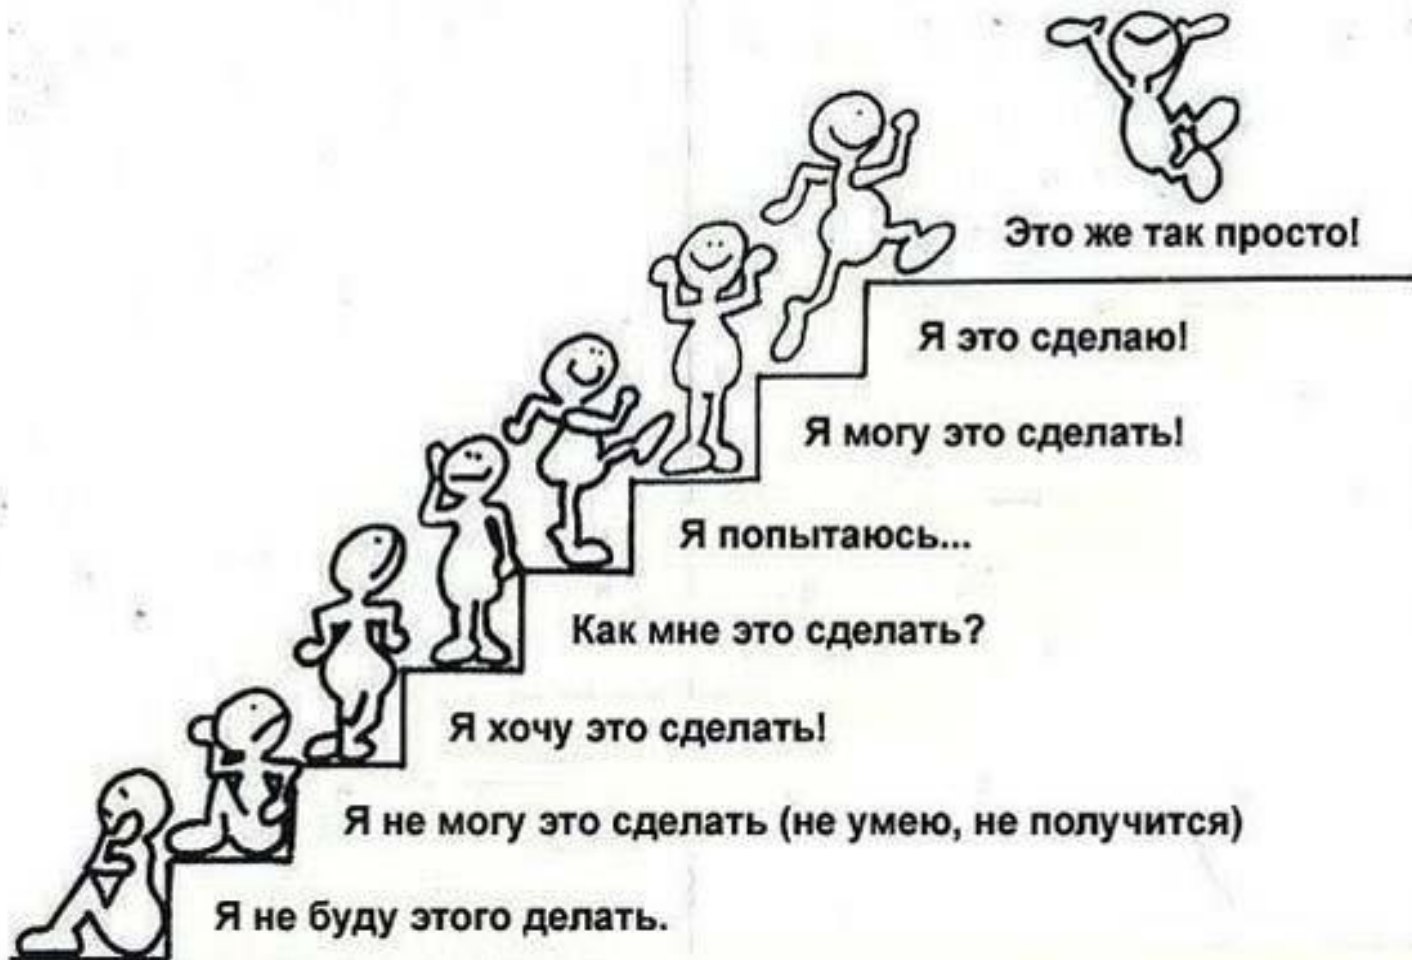 Это же так просто!
Я это сделаю!
Я могу это сделать!
Я попытаюсь...
Как мне это сделать?
Я хочу это сделать!
Я не могу это сделать (не умею, не получится)
Я не буду этого делать.